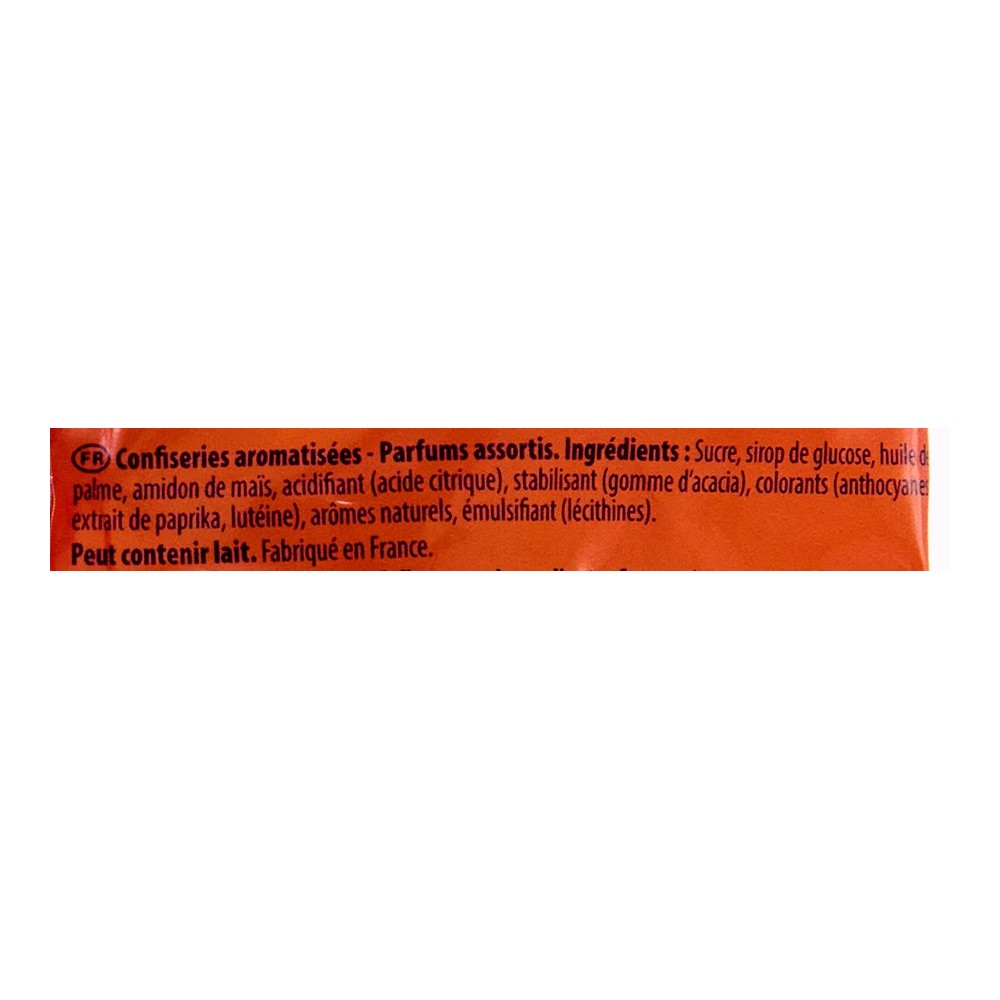 FR Confiseries aromatisées - Parfums assortis. Ingrédients : Sucre, sirop de glucose, huile de
palme, amidon de maïs, acidifiant (acide citrique), stabilisant (gomme d'acacia), colorants (anthocyanes
extrait de paprika, lutéine), arômes naturels, émulsifiant (lécithines).
Peut contenir lait. Fabriqué en France.